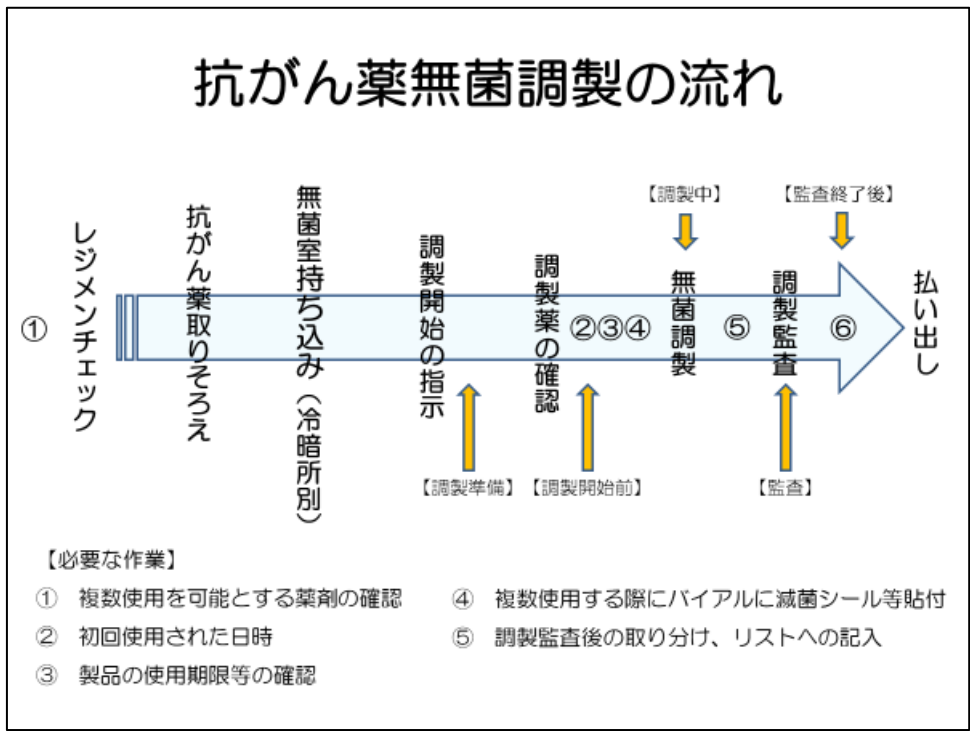 抗がん薬無菌調製の流れ
【調製中】
【監査終了後】
①
レジメンチェック
抗がん薬取りそろえ
無菌室持ち込み（冷暗所別）
調製開始の指示
調製薬の確認
②③④
無菌調製
⑤
調製監査
⑥
払い出し
【調製準備】
【調製開始前】
【監査】
【必要な作業】
① 複数使用を可能とする薬剤の確認
② 初回使用された日時
③ 製品の使用期限等の確認
④ 複数使用する際にバイアルに滅菌シール等貼付
⑤ 調製監査後の取り分け、リストへの記入